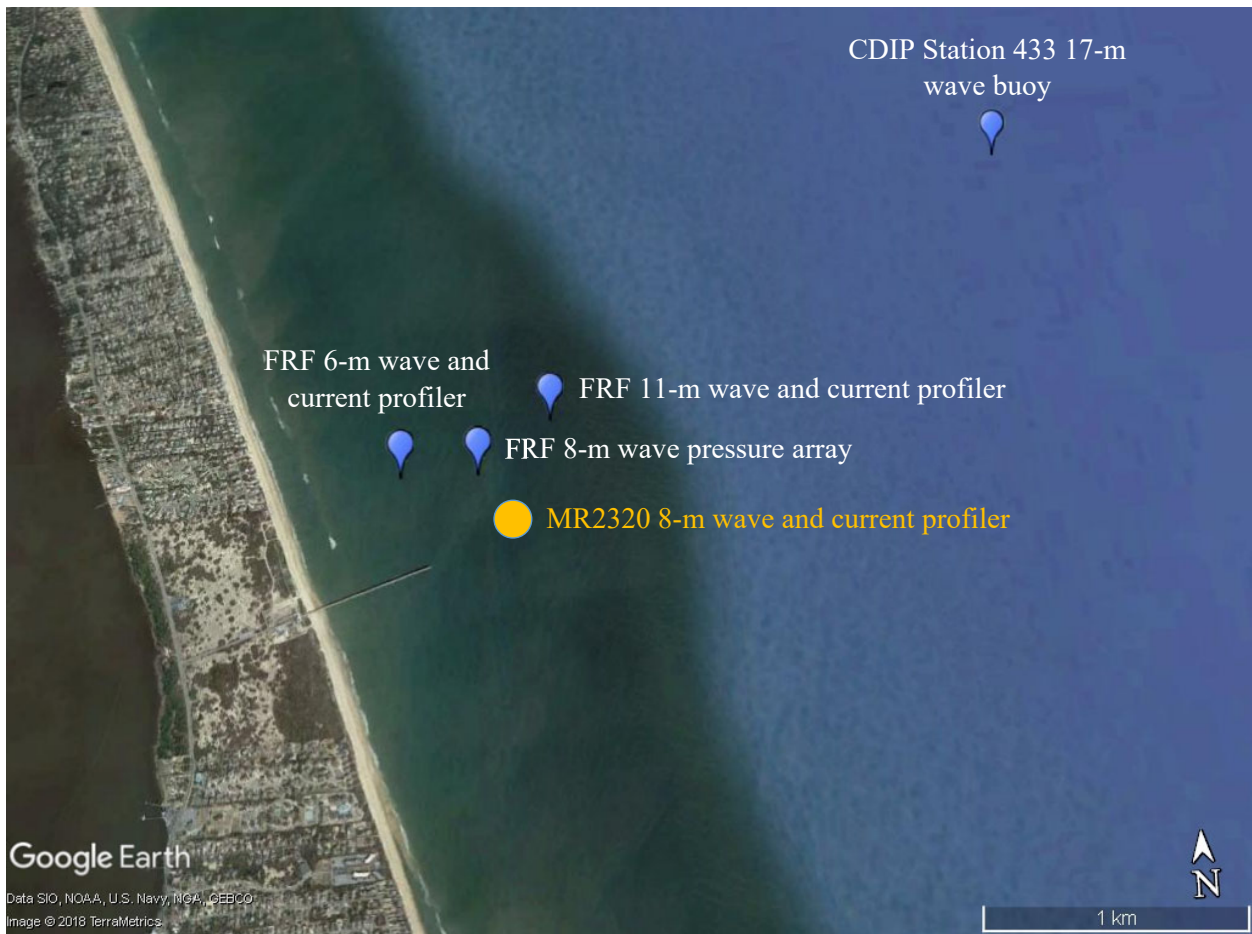 CDIP Station 433 17-m
wave buoy
FRF 6-m wave and
current profiler
FRF 11-m wave and current profiler
FRF 8-m wave pressure array
MR2320 8-m wave and current profiler
Google Earth
Data SIO, NOAA, U.S. Navy, NGA, GEBCO
Image © 2018 TerraMetrics
N
1 km